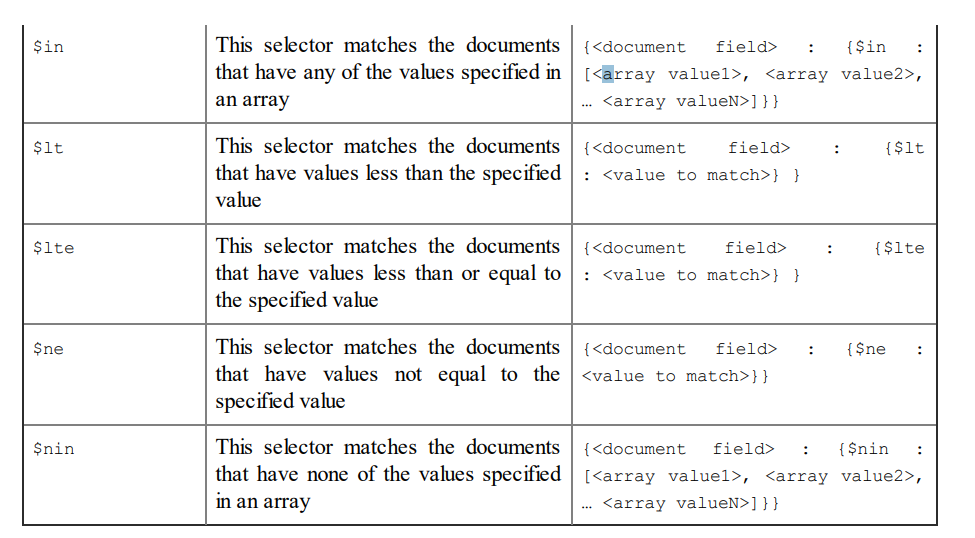 $in
This selector matches the documents
that have any of the values specified in
an array
{<document field> : {$in :
[<array value1>, <array value2>,
… <array valueN>]}}
$lt
This selector matches the documents
that have values less than the specified
value
{<document field> : {$lt
: <value to match>} }
$lte
This selector matches the documents
that have values less than or equal to
the specified value
{<document field> : {$lte
: <value to match>} }
$ne
This selector matches the documents
that have values not equal to the
specified value
{<document field> : {$ne :
<value to match>}}
$nin
This selector matches the documents
that have none of the values specified
in an array
{<document field> : {$nin :
[<array value1>, <array value2>,
… <array valueN>]}}